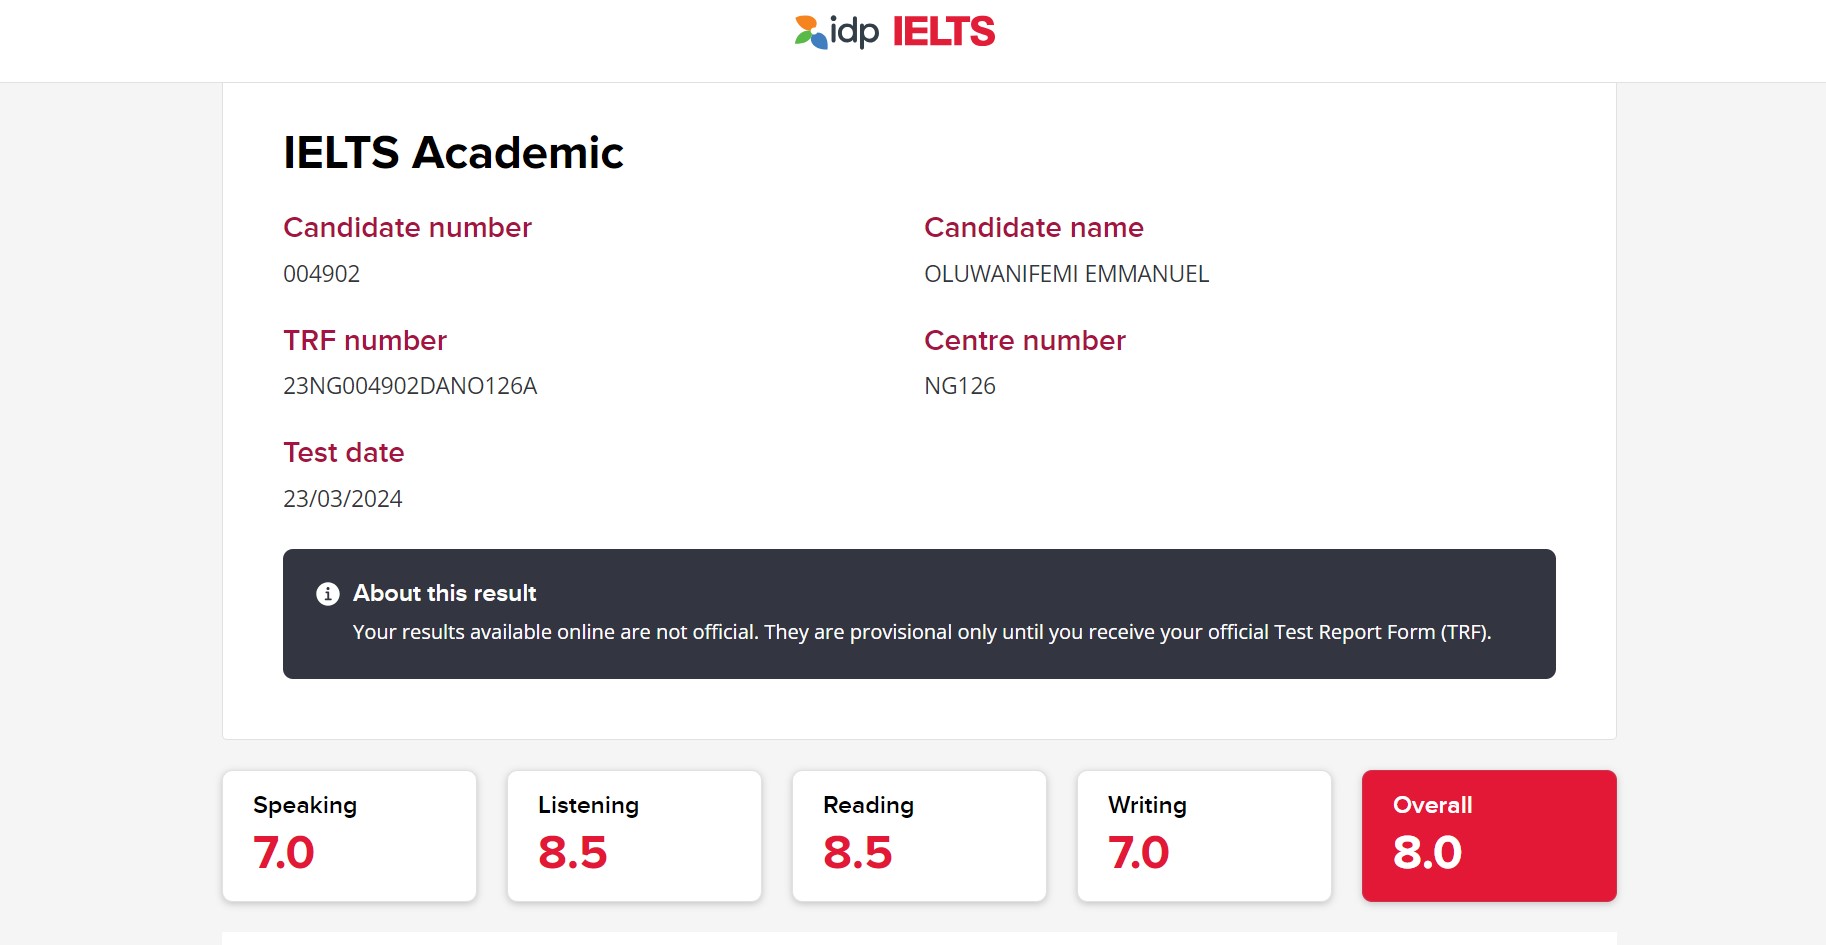 idp IELTS
IELTS Academic
Candidate number
Candidate name
004902
OLUWANIFEMI EMMANUEL
TRF number
Centre number
23NG004902DANO126A
NG126
Test date
23/03/2024
About this result
Your results available online are not official. They are provisional only until you receive your official Test Report Form (TRF).
Speaking
7.0
Listening
8.5
Reading
8.5
Writing
7.0
Overall
8.0